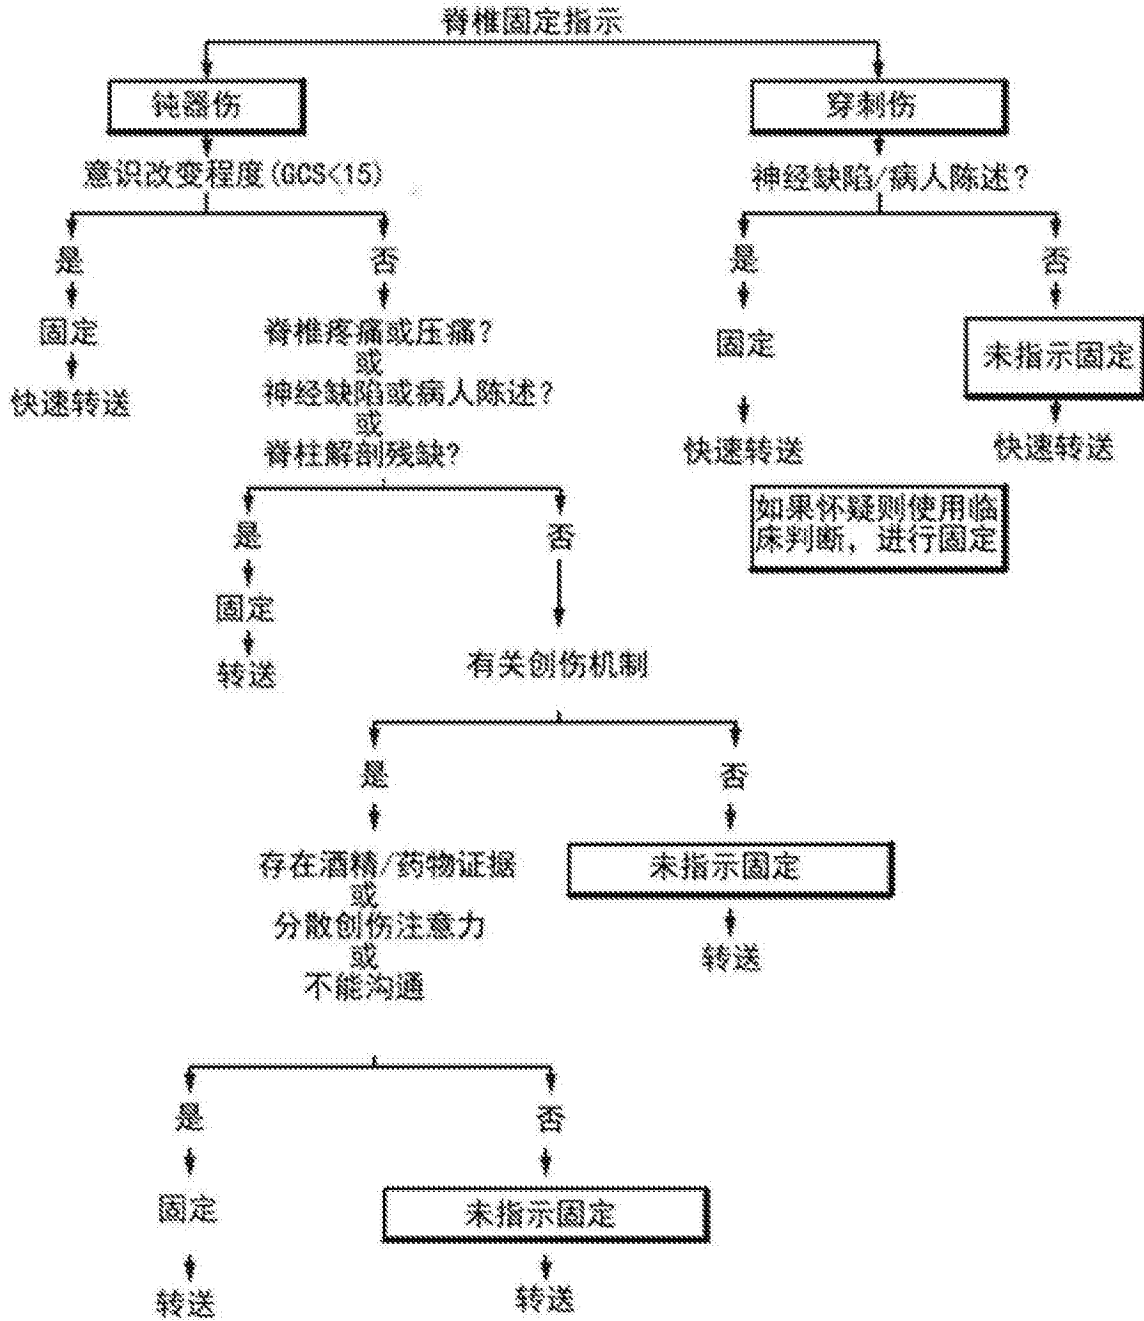 脊椎固定指示
钝器伤
穿刺伤
意识改变程度(GCS<15)
神经缺陷/病人陈述?
是
否
是
否
固定
脊椎疼痛或压痛?
或
神经缺陷或病人陈述?
或
脊柱解剖残缺?
快速转送
固定
未指示固定
快速转送
快速转送
如果怀疑则使用临
床判断，进行固定
是
否
固定
转送
有关创伤机制
是
否
存在酒精/药物证据
或
分散创伤注意力
或
不能沟通
未指示固定
转送
是
否
固定
未指示固定
转送
转送